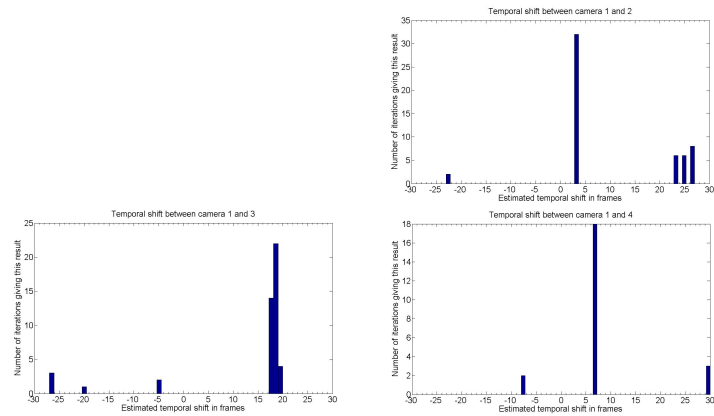 Temporal shift between camera 1 and 2
Number of iterations giving this result
35
30
25
20
15
10
5
0
-30 -25 -20 -15 -10 -5 0 5 10 15 20 25 30
Estimated temporal shift in frames
Temporal shift between camera 1 and 3
Number of iterations giving this result
25
20
15
10
5
0
-30 -25 -20 -15 -10 -5 0 5 10 15 20 25 30
Estimated temporal shift in frames
Temporal shift between camera 1 and 4
Number of iterations giving this result
18
16
14
12
10
8
6
4
2
0
-30 -25 -20 -15 -10 -5 0 5 10 15 20 25 30
Estimated temporal shift in frames